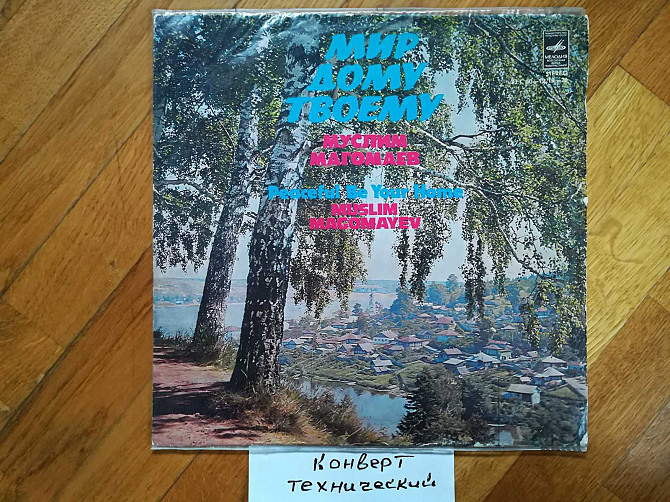 МИР
ДОМУ
ТВОЕМУ
МУСЛИМ
МАГОМАЕВ
Peaceful Be Your Home
MUSLIM
MAGOMAYEV
МЕЛОДИЯ
STEREO
Конверт
технический